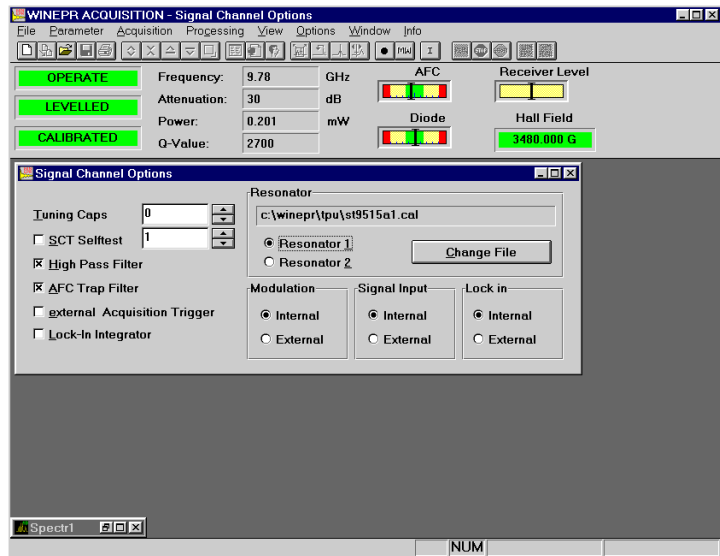 WINEPR ACQUISITION - Signal Channel Options
File Parameter Acquisition Processing View Options Window Info
MW I
OPERATE Frequency: 9.78 GHz AFC Receiver Level
LEVELLED Attenuation: 30 dB
Power: 0.201 mW Diode Hall Field
CALIBRATED Q-Value: 2700 3480.000 G
Signal Channel Options
Tuning Caps 0
SCT Selftest 1
High Pass Filter
AFC Trap Filter
external Acquisition Trigger
Lock-In Integrator
Resonator
c:\winepr\tpu\st9515a1.cal
Resonator 1
Resonator 2
Change File
Modulation
Internal
External
Signal Input
Internal
External
Lock in
Internal
External
Spectr1
NUM